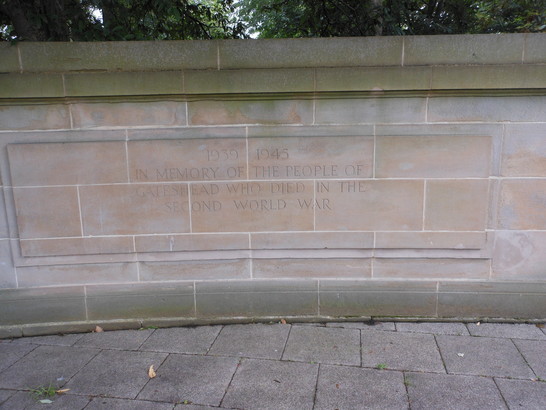 1939 1945
IN MEMORY OF THE PEOPLE OF
GATESHEAD WHO DIED IN THE
SECOND WORLD WAR